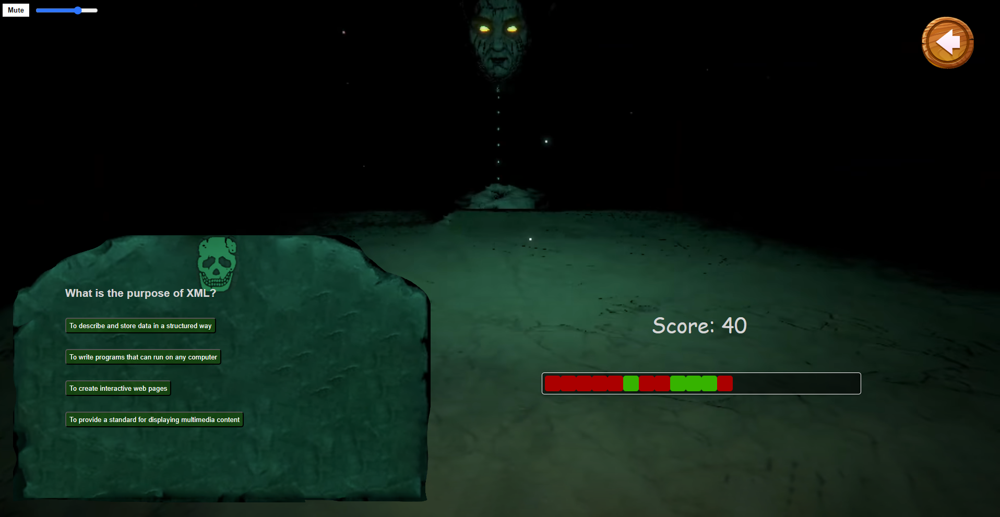 Mute
What is the purpose of XML?
To describe and store data in a structured way
To write programs that can run on any computer
To create interactive web pages
To provide a standard for displaying multimedia content
Score: 40